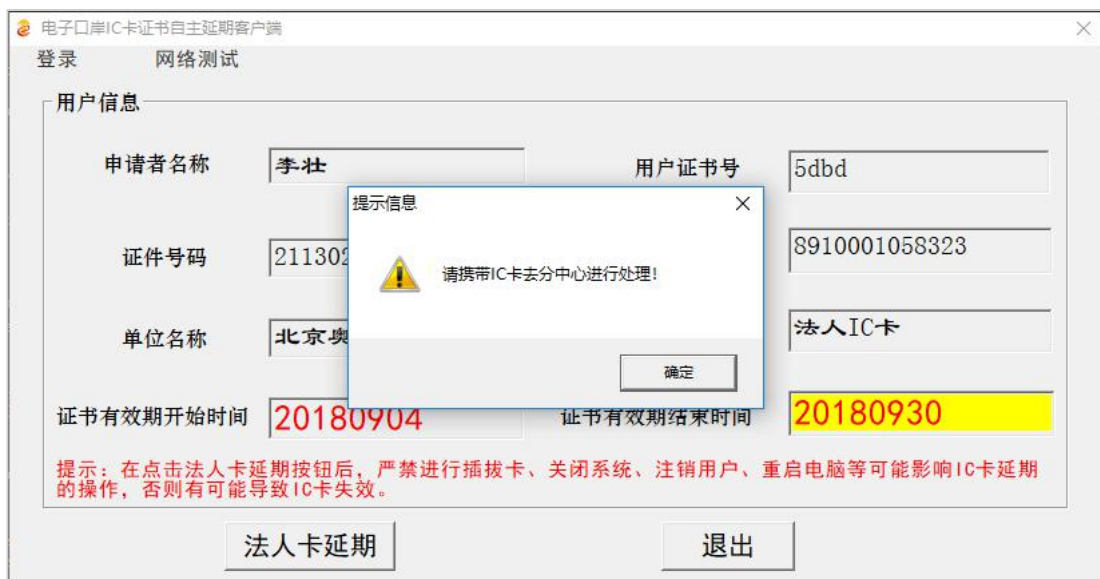 电子口岸IC卡证书自主延期客户端
登录 网络测试
用户信息
申请者名称 李壮 用户证书号 5dbd
提示信息
证件号码 211302 8910001058323
请携带IC卡去分中心进行处理!
单位名称 北京奥 法人IC卡
确定
证书有效期开始时间 20180904 证书有效期结束时间 20180930
提示：在点击法人卡延期按钮后，严禁进行插拔卡、关闭系统、注销用户、重启电脑等可能影响IC卡延期
的操作，否则有可能导致IC卡失效。
法人卡延期 退出